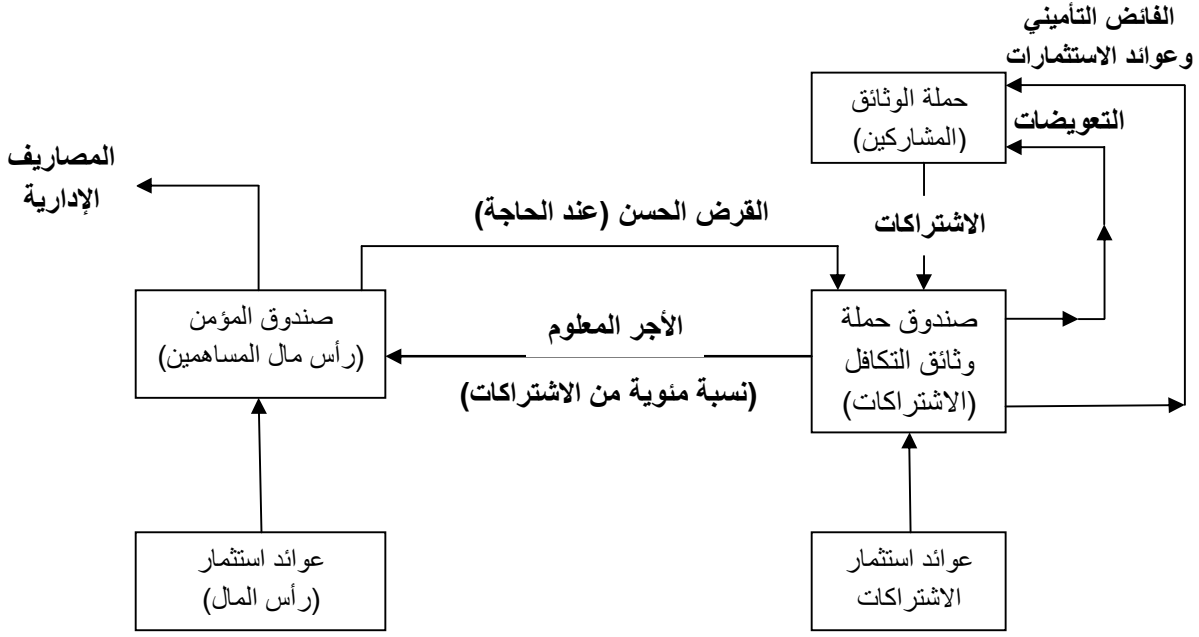 الفائض التأميني
وعوائد الاستثمارات
حملة الوثائق
(المشاركين)
التعويضات
المصاريف
الإدارية
القرض الحسن (عند الحاجة)
الاشتراكات
صندوق المؤمن
(رأس مال المساهمين)
الأجر المعلوم
(نسبة مئوية من الاشتراكات)
صندوق حملة
وثائق التكافل
(الاشتراكات)
عوائد استثمار
(رأس المال)
عوائد استثمار
الاشتراكات